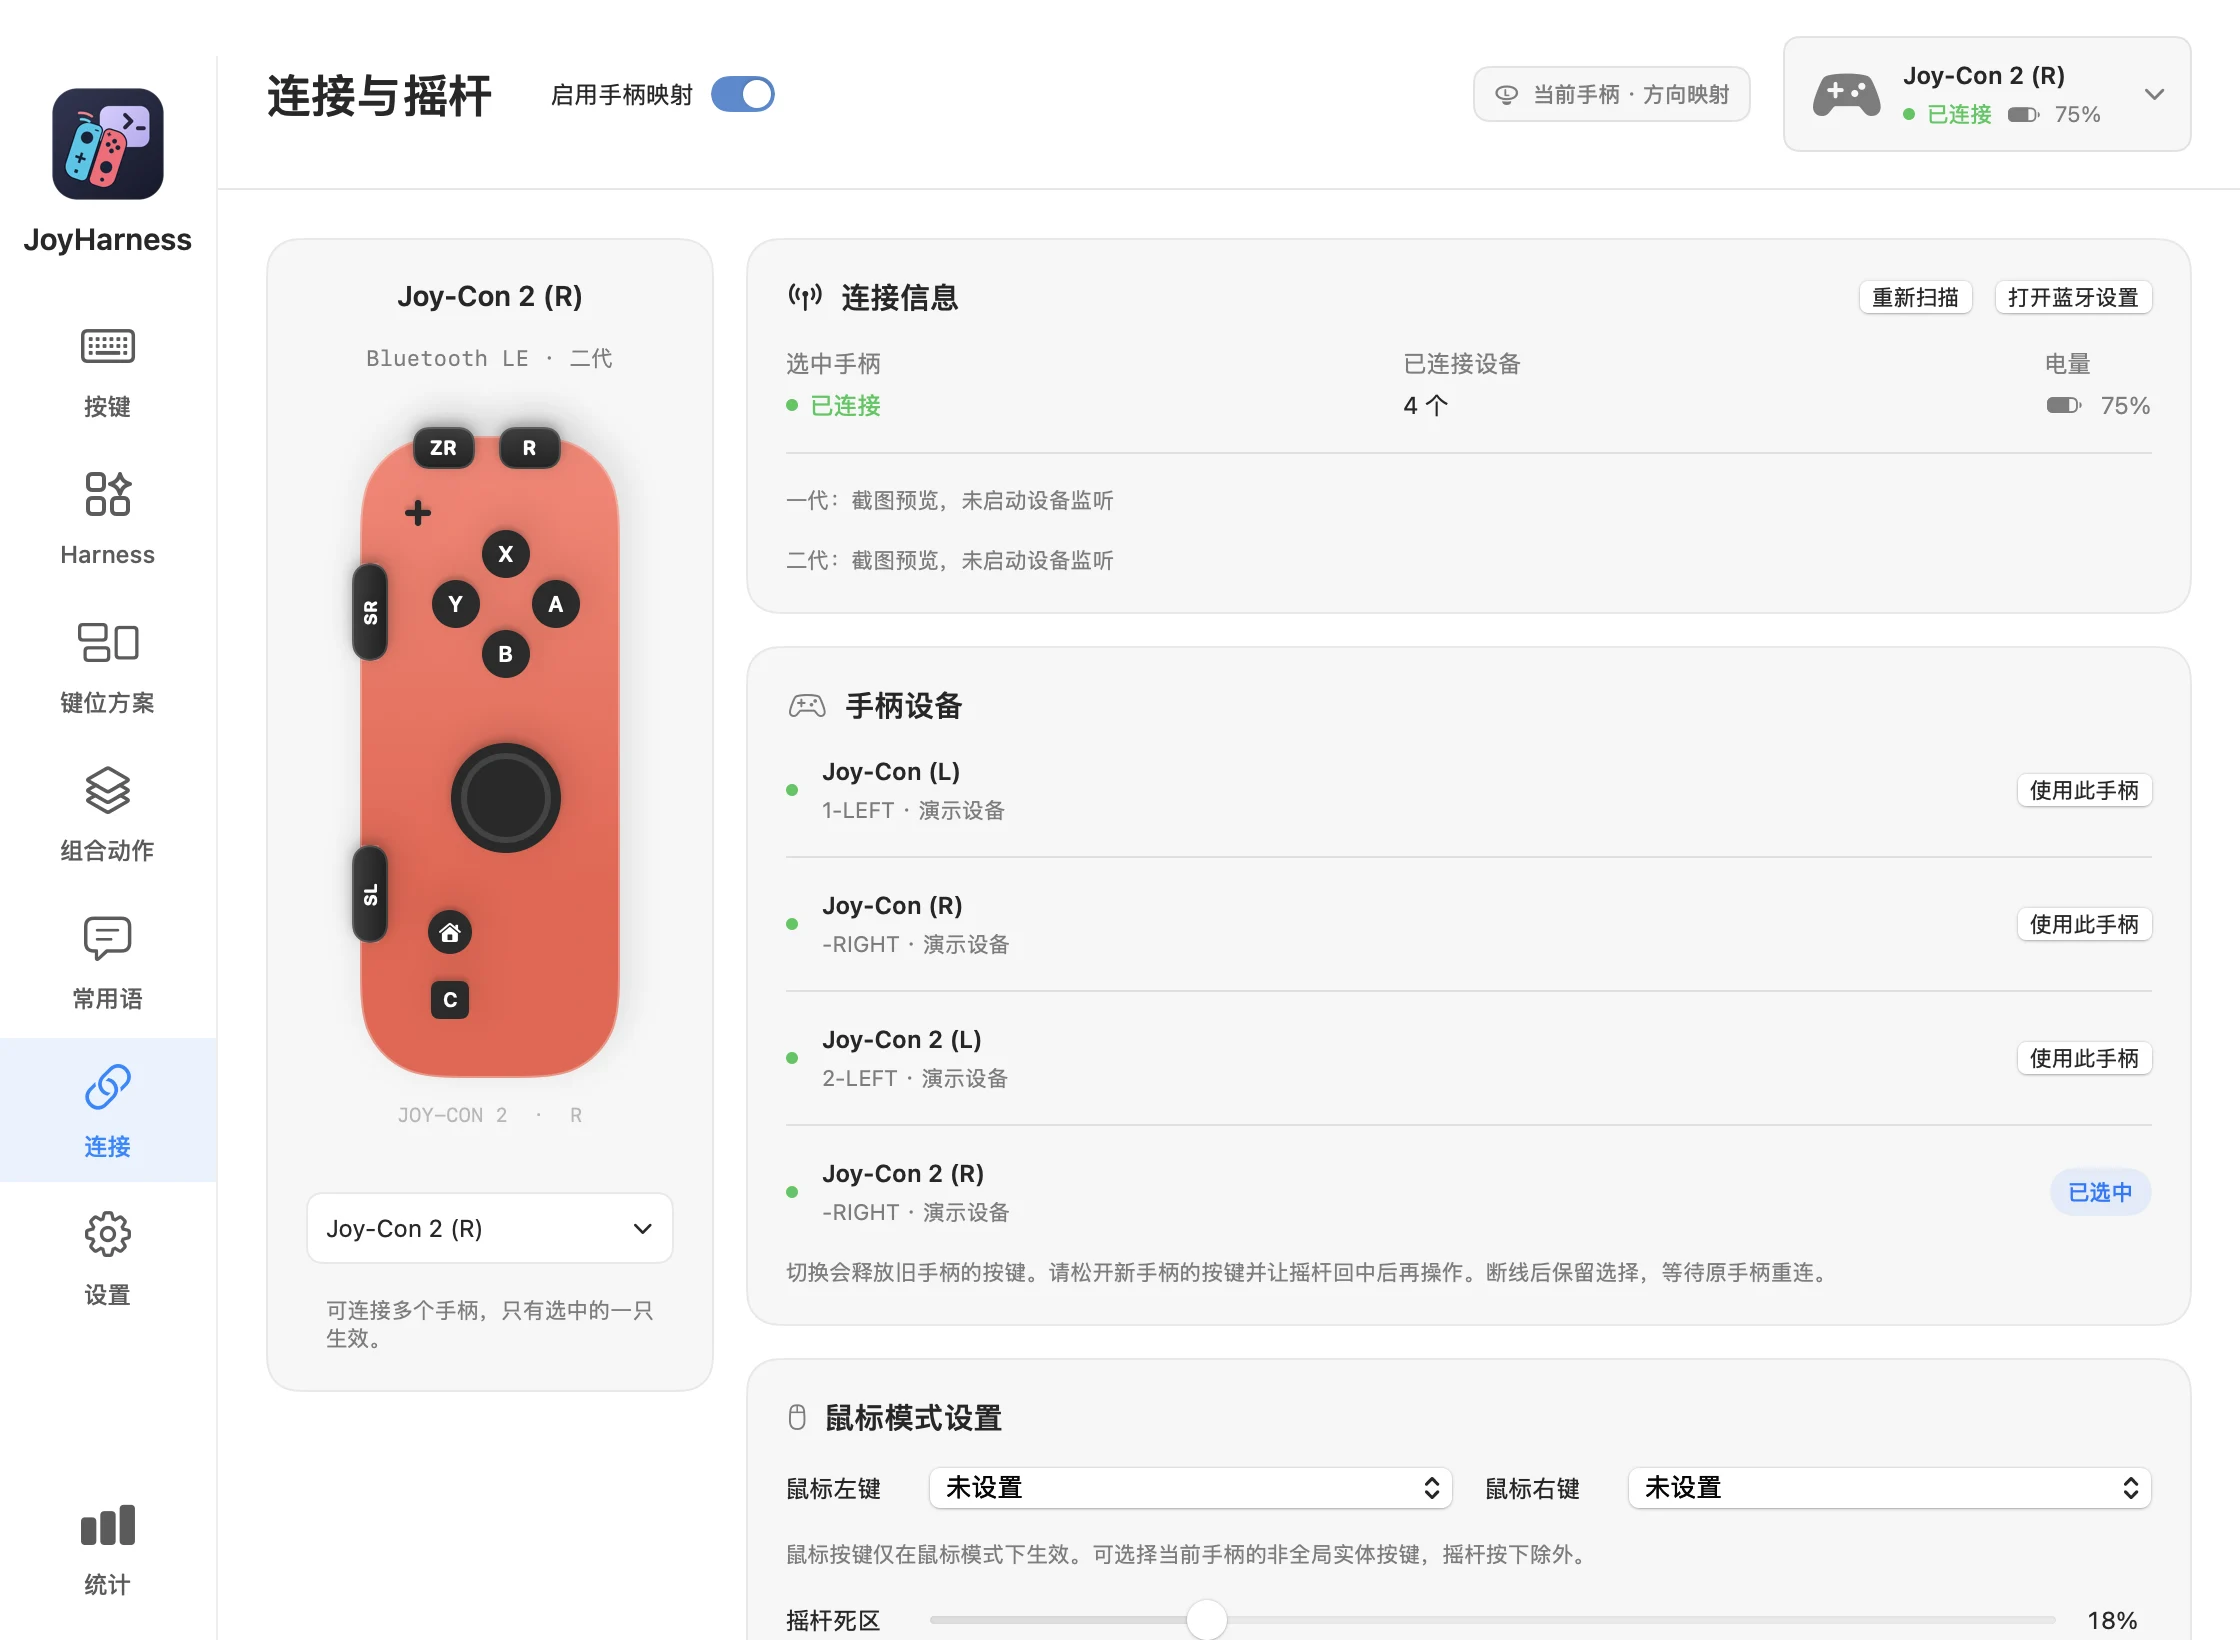 连接与摇杆
启用手柄映射
当前手柄 · 方向映射
Joy-Con 2 (R)
已连接 75%
JoyHarness
按键
Harness
键位方案
组合动作
常用语
连接
设置
统计
Joy-Con 2 (R)
Bluetooth LE · 二代
ZR R
X
Y A
B
SR
SL
C
JOY-CON 2 · R
Joy-Con 2 (R)
可连接多个手柄，只有选中的一只
生效。
连接信息
重新扫描 打开蓝牙设置
选中手柄 已连接设备 电量
已连接 4 个 75%
一代：截图预览，未启动设备监听
二代：截图预览，未启动设备监听
手柄设备
Joy-Con (L)
1-LEFT · 演示设备
使用此手柄
Joy-Con (R)
-RIGHT · 演示设备
使用此手柄
Joy-Con 2 (L)
2-LEFT · 演示设备
使用此手柄
Joy-Con 2 (R)
-RIGHT · 演示设备
已选中
切换会释放旧手柄的按键。请松开新手柄的按键并让摇杆回中后再操作。断线后保留选择，等待原手柄重连。
鼠标模式设置
鼠标左键 未设置 鼠标右键 未设置
鼠标按键仅在鼠标模式下生效。可选择当前手柄的非全局实体按键，摇杆按下除外。
摇杆死区 18%